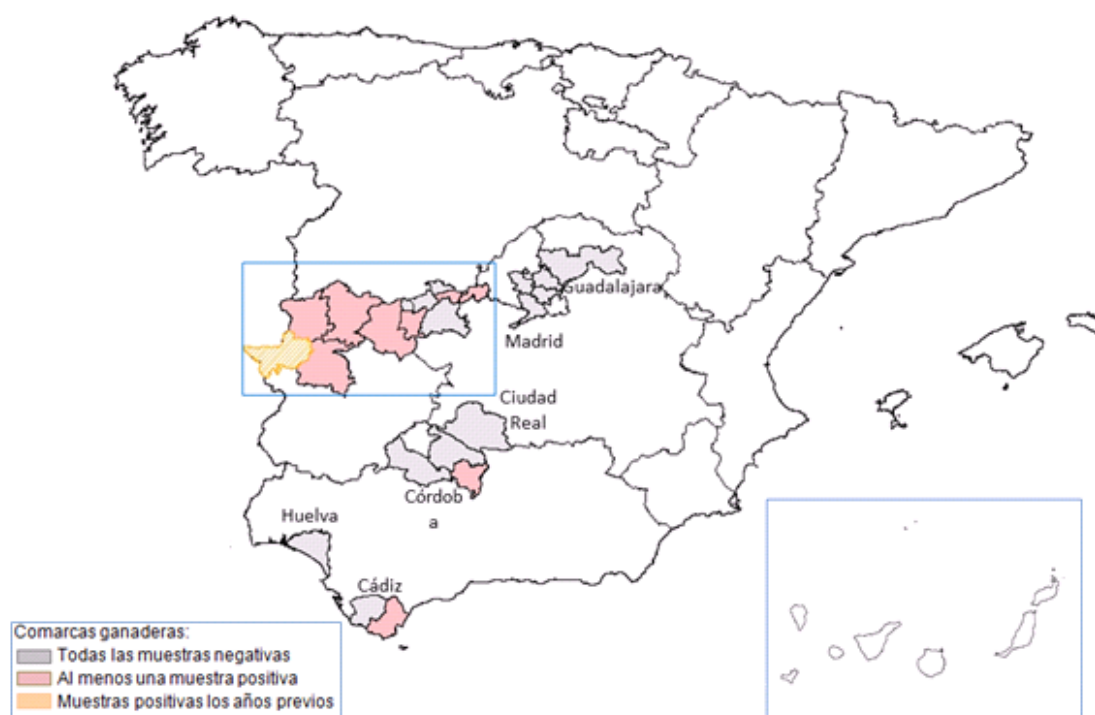 Guadalajara
Madrid
Ciudad
Real
Córdob
a
Huelva
Cádiz
Comarcas ganaderas:
Todas las muestras negativas
Al menos una muestra positiva
Muestras positivas los años previos